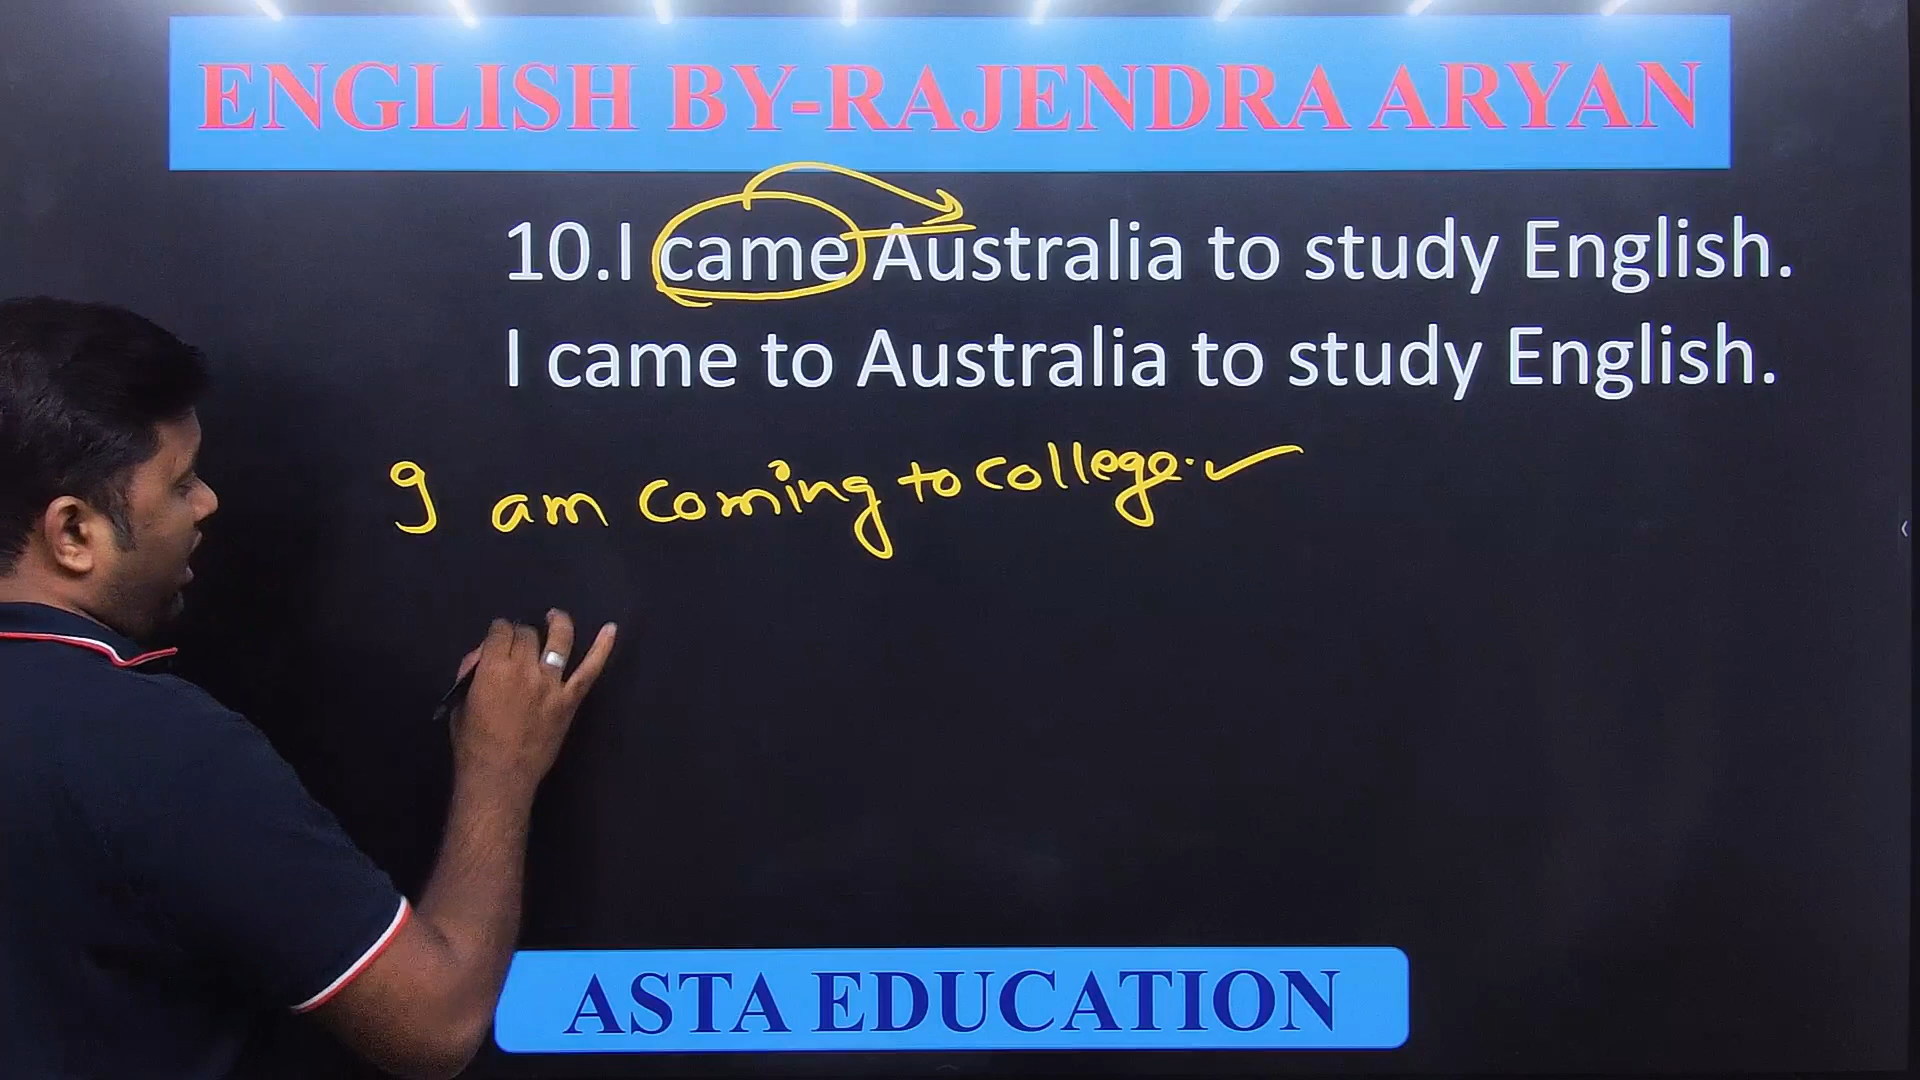 ENGLISH BY-RAJENDRA ARYAN
10.I came Australia to study English.
I came to Australia to study English.
I am coming to college.
ASTA EDUCATION